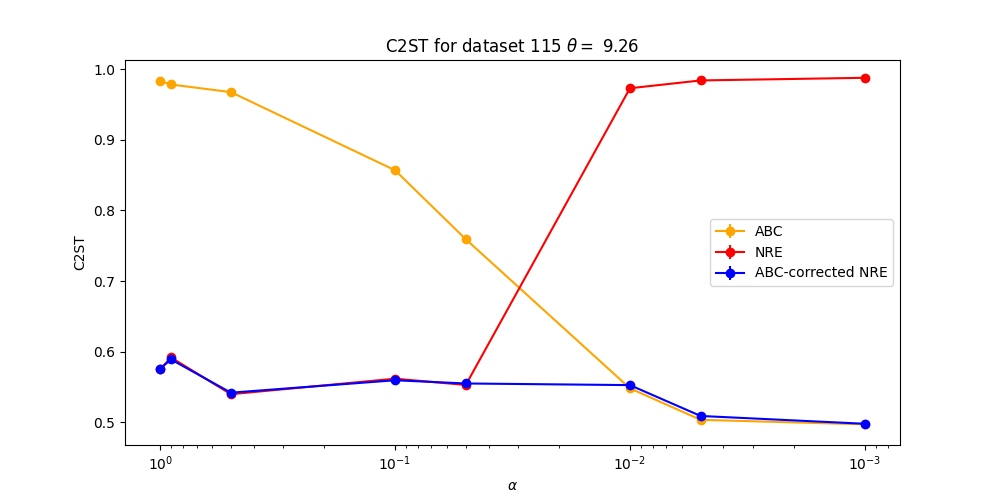 C2ST for dataset 115 θ = 9.26
1.0
0.9
0.8
0.7
0.6
0.5
C2ST
ABC
NRE
ABC-corrected NRE
10⁰ 10⁻¹ 10⁻² 10⁻³
α